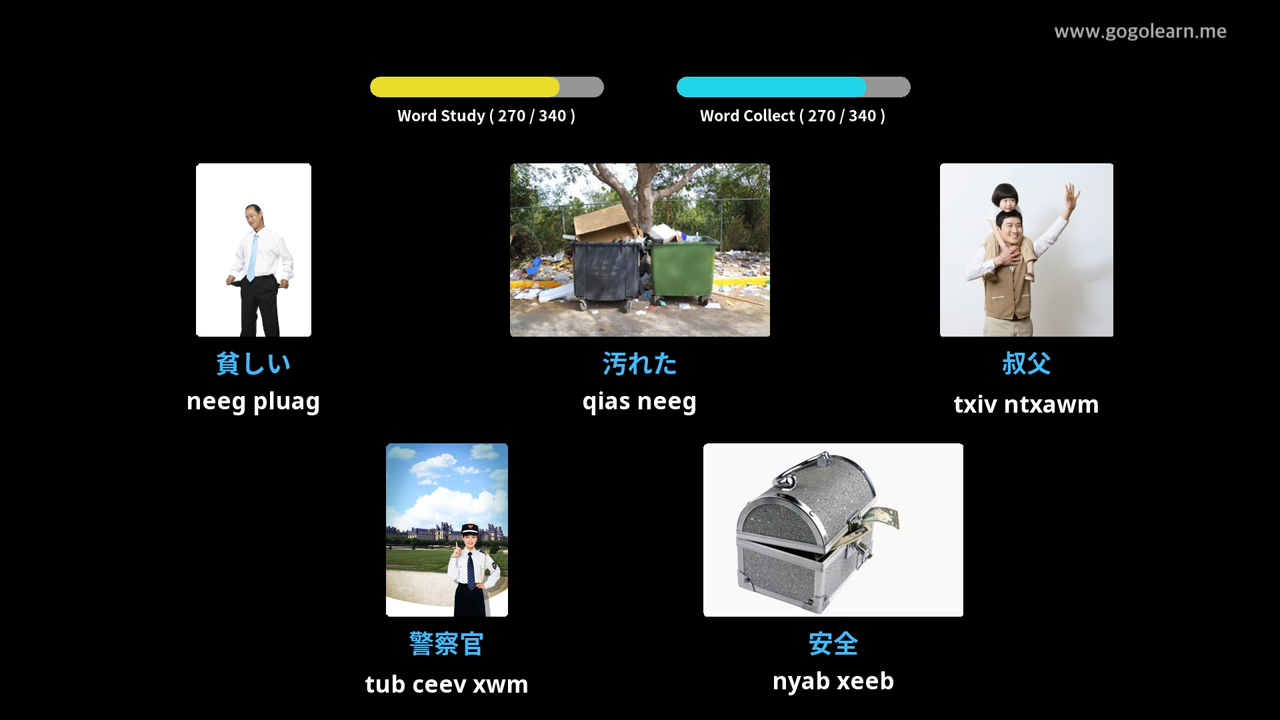 www.gogolearn.me
Word Study ( 270 / 340 )
Word Collect ( 270 / 340 )
貧しい
neeg pluag
汚れた
qias neeg
叔父
txiv ntxawm
警察官
tub ceev xwm
安全
nyab xeeb